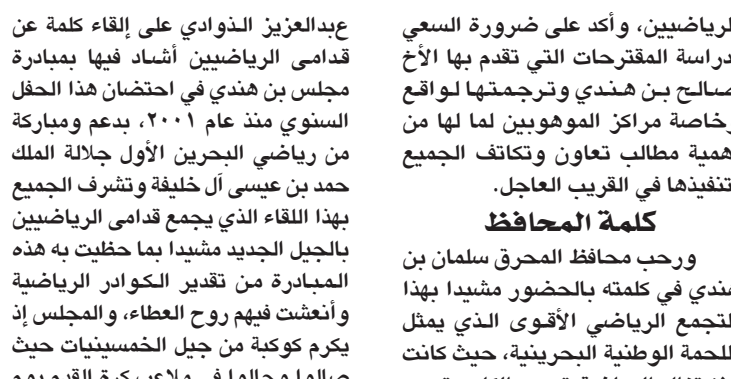 الرياضيين، وأكد على ضرورة السعي
دراسة المقترحات التي تقدم بها الأخ
صالح بن هندي وترجمتها لواقع
خاصة مراكز الموهوبين لما لها من
همية مطالب تعاون وتكاتف الجميع
تنفيذها في القريب العاجل.
كلمة المحافظ
ورحب محافظ المحرق سلمان بن
هندي في كلمته بالحضور مشيدا بهذا
لتجمع الرياضي الأقوى الذي يمثل
للحمة الوطنية البحرينية، حيث كانت
عبدالعزيز الذوادي على إلقاء كلمة عن
قدامى الرياضيين أشاد فيها بمبادرة
مجلس بن هندي في احتضان هذا الحفل
السنوي منذ عام ٢٠٠١، بدعم ومباركة
من رياضي البحرين الأول جلالة الملك
حمد بن عيسى آل خليفة وتشرف الجميع
بهذا اللقاء الذي يجمع قدامى الرياضيين
بالجيل الجديد مشيدا بما حظيت به هذه
المبادرة من تقدير الكوادر الرياضية
وأنعشت فيهم روح العطاء، والمجلس إذ
يكرم كوكبة من جيل الخمسينيات حيث